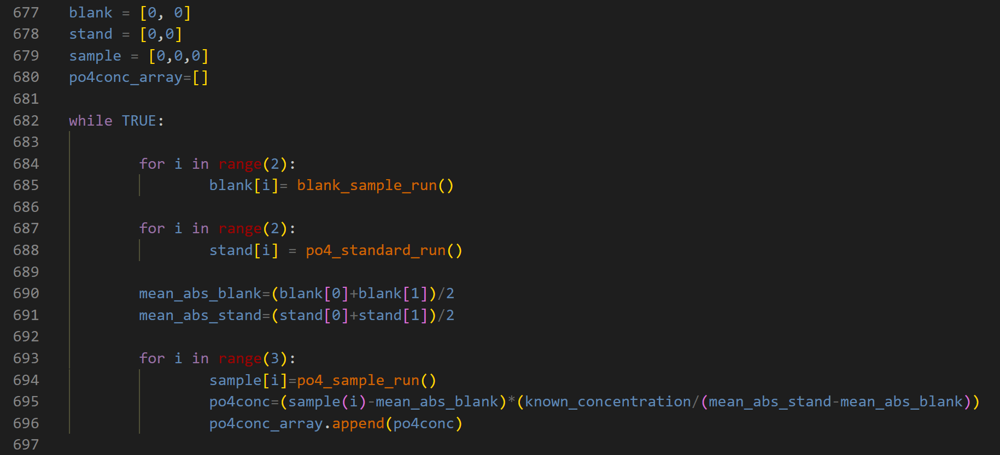 677 blank = [0, 0]
678 stand = [0,0]
679 sample = [0,0,0]
680 po4conc_array=[]
681
682 while TRUE:
683
684 for i in range(2):
685 blank[i]= blank_sample_run()
686
687 for i in range(2):
688 stand[i] = po4_standard_run()
689
690 mean_abs_blank=(blank[0]+blank[1])/2
691 mean_abs_stand=(stand[0]+stand[1])/2
692
693 for i in range(3):
694 sample[i]=po4_sample_run()
695 po4conc=(sample(i)-mean_abs_blank)*(known_concentration/(mean_abs_stand-mean_abs_blank))
696 po4conc_array.append(po4conc)
697